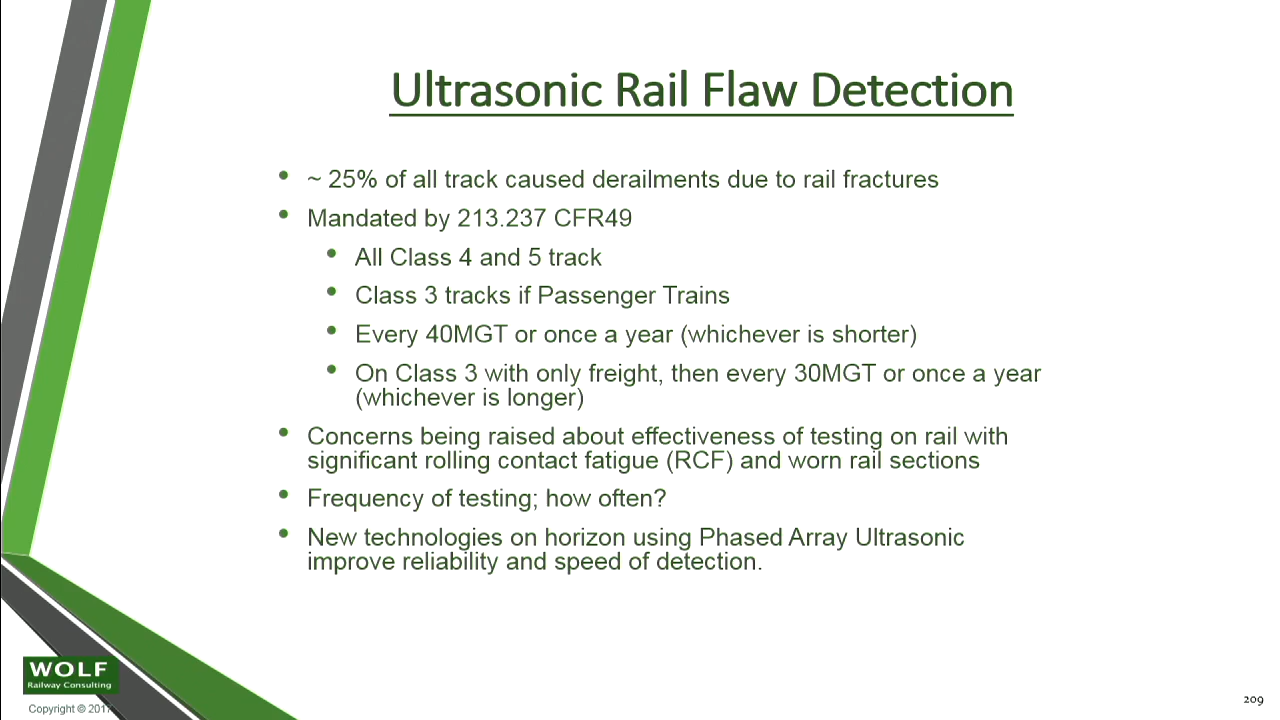 Ultrasonic Rail Flaw Detection
• ~ 25% of all track caused derailments due to rail fractures
• Mandated by 213.237 CFR49
• All Class 4 and 5 track
• Class 3 tracks if Passenger Trains
• Every 40MGT or once a year (whichever is shorter)
• On Class 3 with only freight, then every 30MGT or once a year
(whichever is longer)
• Concerns being raised about effectiveness of testing on rail with
significant rolling contact fatigue (RCF) and worn rail sections
• Frequency of testing; how often?
• New technologies on horizon using Phased Array Ultrasonic
improve reliability and speed of detection.
WOLF
Railway Consulting
Copyright ©
209